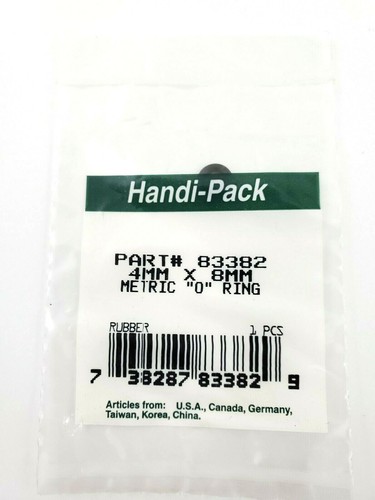 Handi-Pack
PART# 83382
4MM X 8MM
METRIC "O" RING
RUBBER 1 PCS
7 38287 83382 9
Articles from: U.S.A., Canada, Germany,
Taiwan, Korea, China.